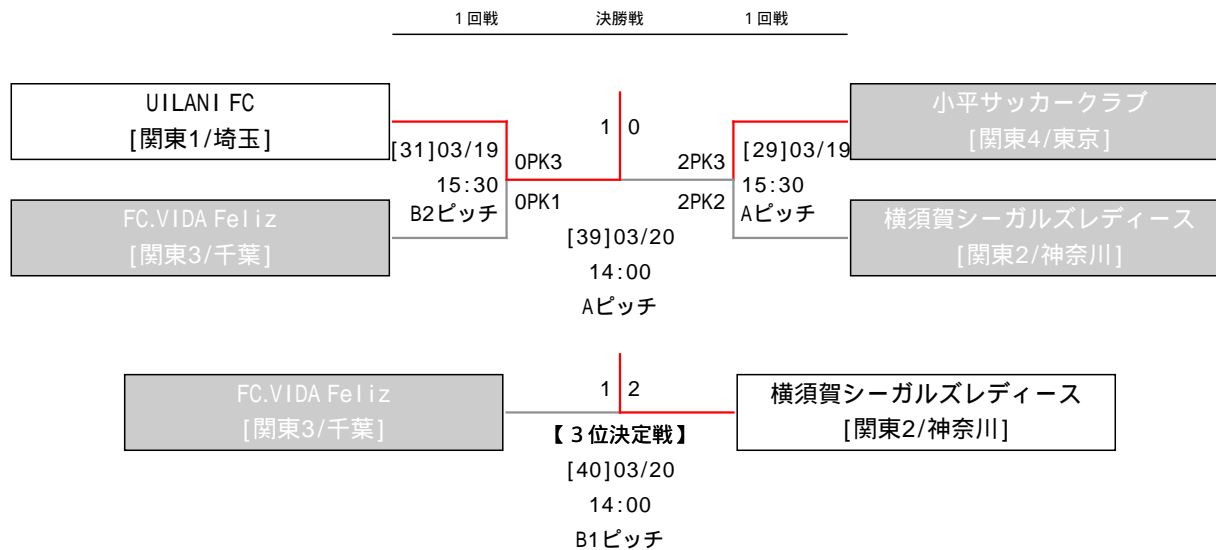 1回戦 決勝戦 1回戦
UILANI FC
[関東1/埼玉]
小平サッカークラブ
[関東4/東京]
1 0
[31]03/19
15:30
B2ピッチ
0PK3
0PK1
2PK3
2PK2
[29]03/19
15:30
Aピッチ
FC.VIDA Feliz
[関東3/千葉]
横須賀シーガルズレディース
[関東2/神奈川]
[39]03/20
14:00
Aピッチ
FC.VIDA Feliz
[関東3/千葉]
1 2
横須賀シーガルズレディース
[関東2/神奈川]
【3位決定戦】
[40]03/20
14:00
B1ピッチ